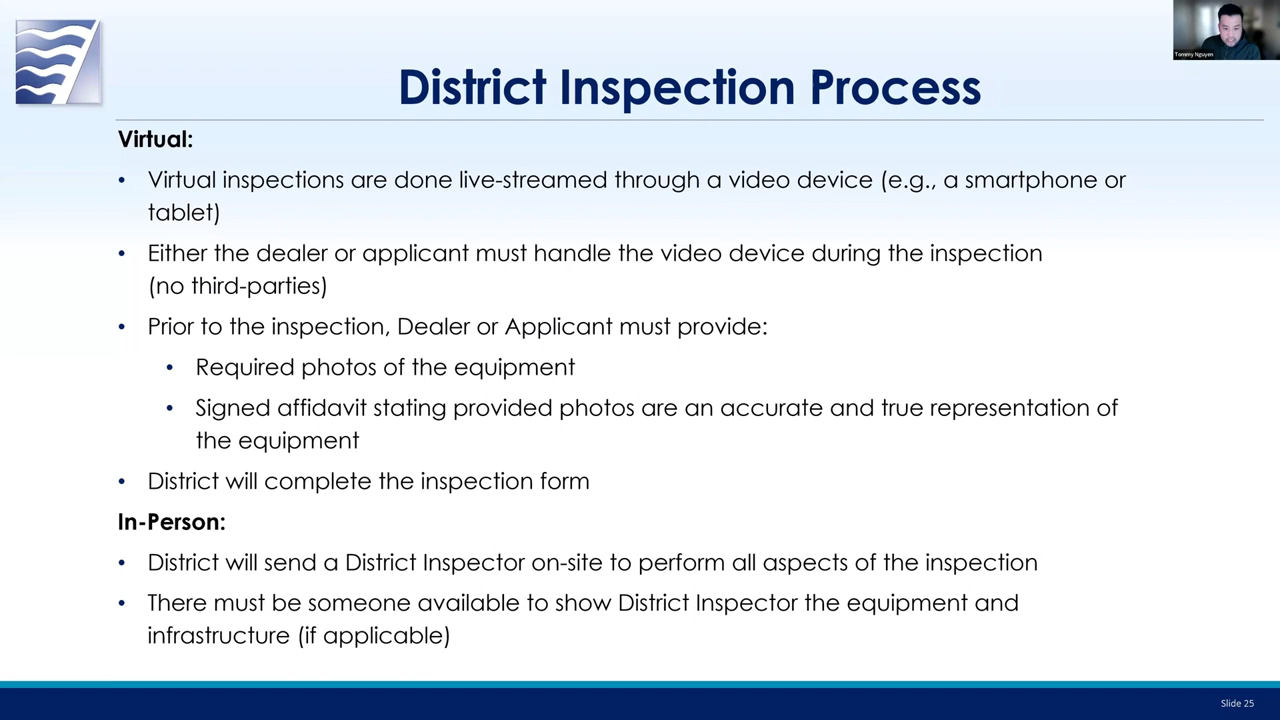 Tommy Nguyen
District Inspection Process
Virtual:
• Virtual inspections are done live-streamed through a video device (e.g., a smartphone or
tablet)
• Either the dealer or applicant must handle the video device during the inspection
(no third-parties)
• Prior to the inspection, Dealer or Applicant must provide:
• Required photos of the equipment
• Signed affidavit stating provided photos are an accurate and true representation of
the equipment
• District will complete the inspection form
In-Person:
• District will send a District Inspector on-site to perform all aspects of the inspection
• There must be someone available to show District Inspector the equipment and
infrastructure (if applicable)
Slide 25